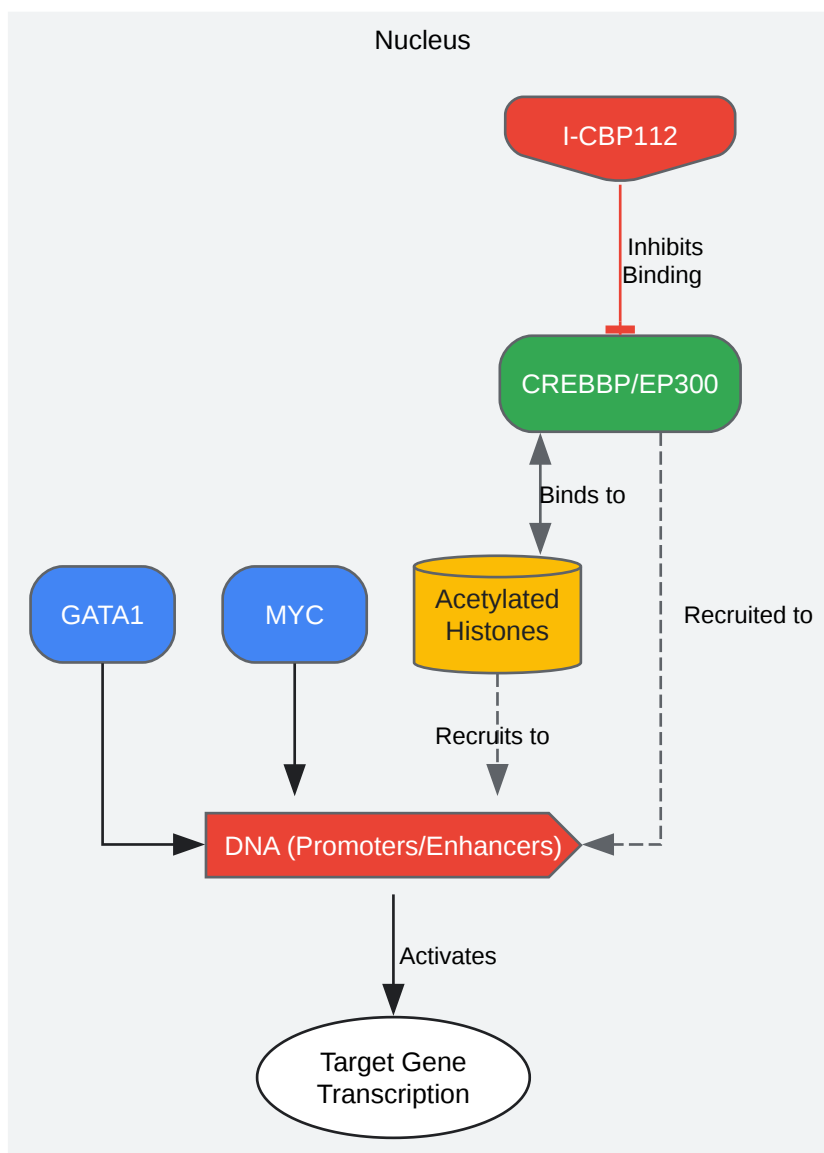 Nucleus
I-CBP112
Inhibits
Binding
CREBBP/EP300
Binds to
GATA1
MYC
Acetylated
Histones
Recruited to
Recruits to
DNA (Promoters/Enhancers)
Activates
Target Gene
Transcription